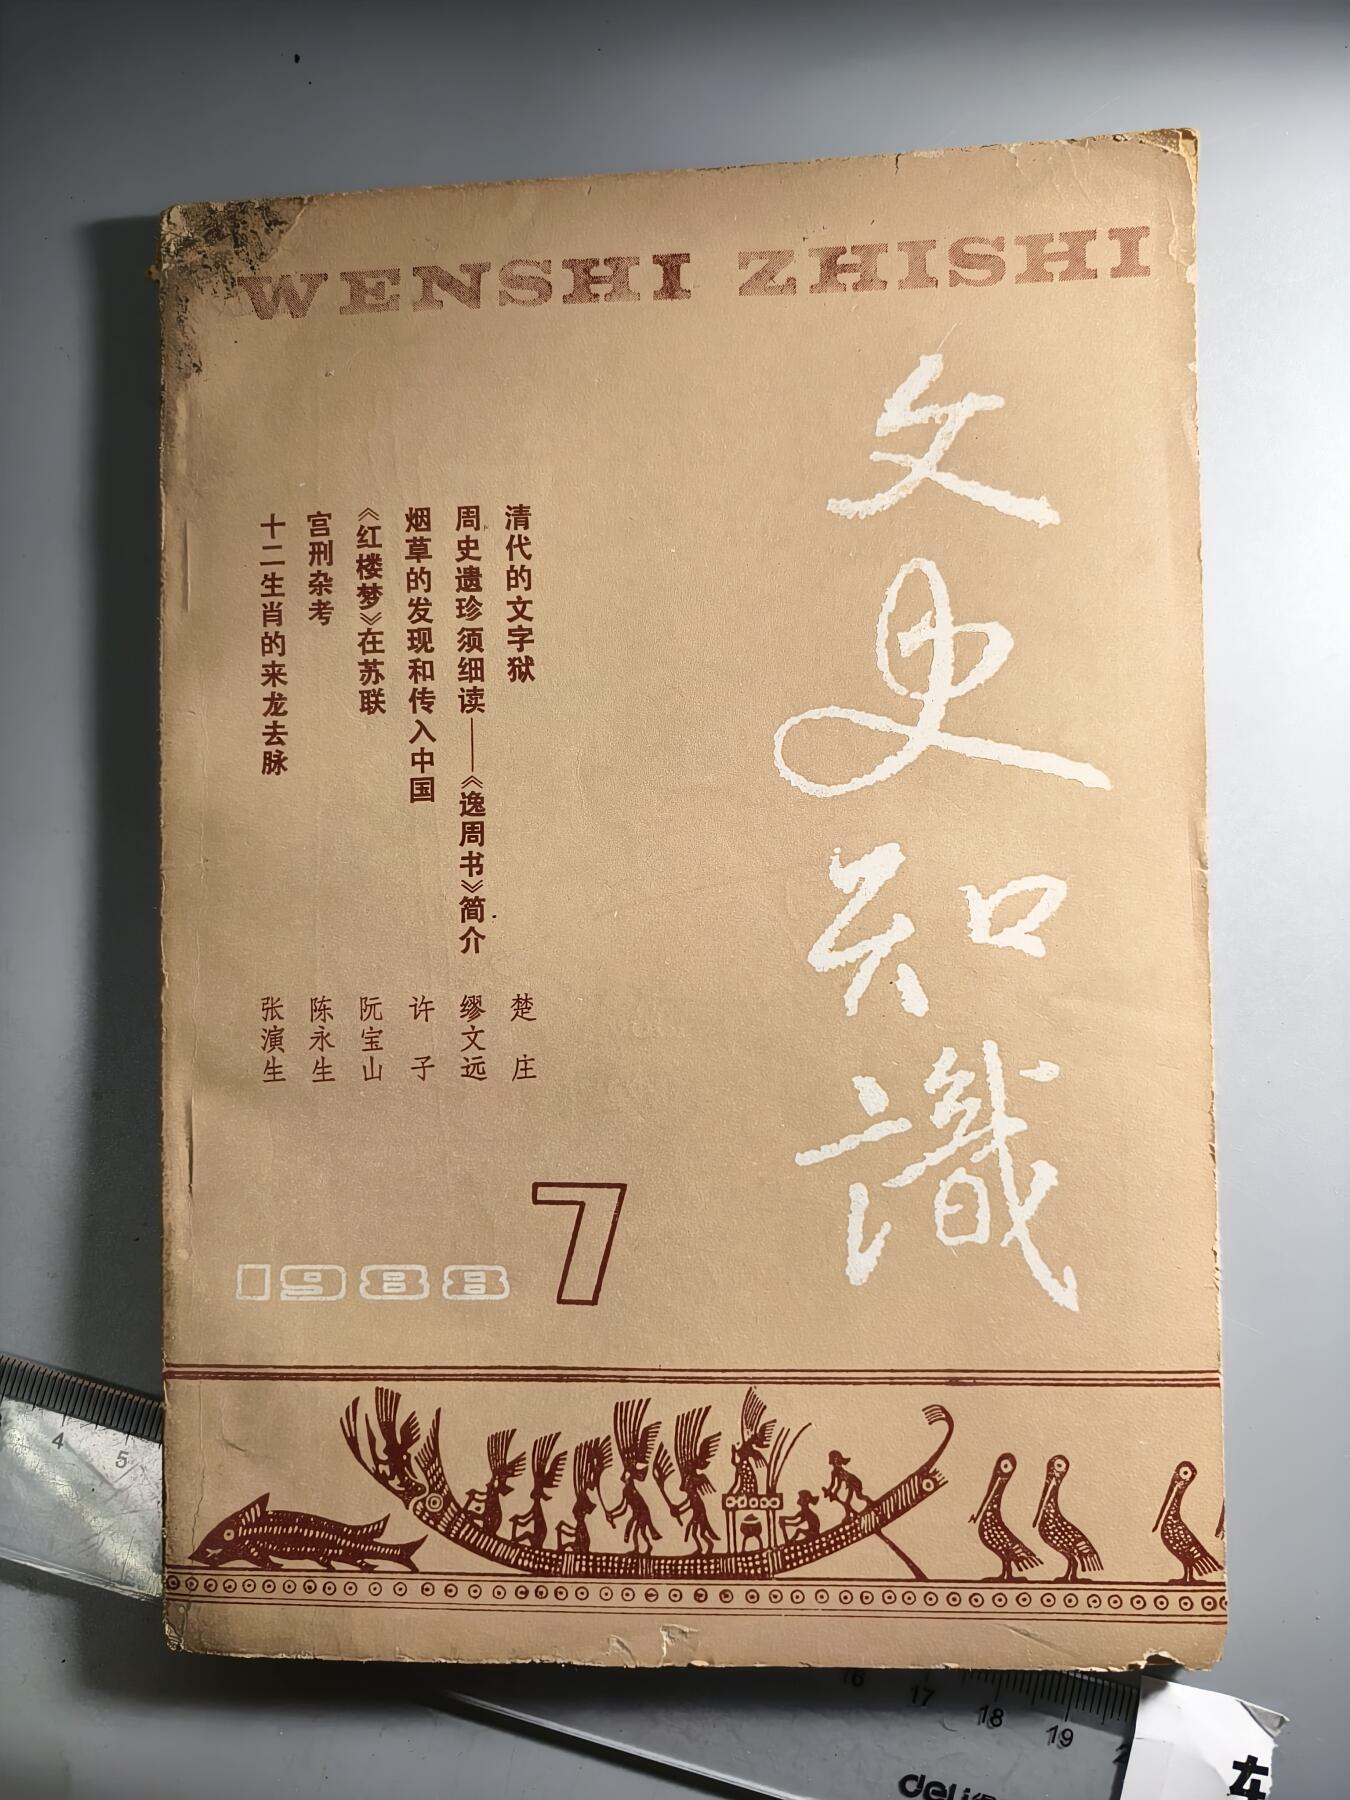 WENSHI ZHISHI
文史知識
清代的文字狱 楚庄
周史遗珍须细读——《逸周书》简介 缪文远
烟草的发现和传入中国 许子
《红楼梦》在苏联 阮宝山
宫刑杂考 陈永生
十二生肖的来龙去脉 张演生
1988 7
4 5
16 17 18 19
deli